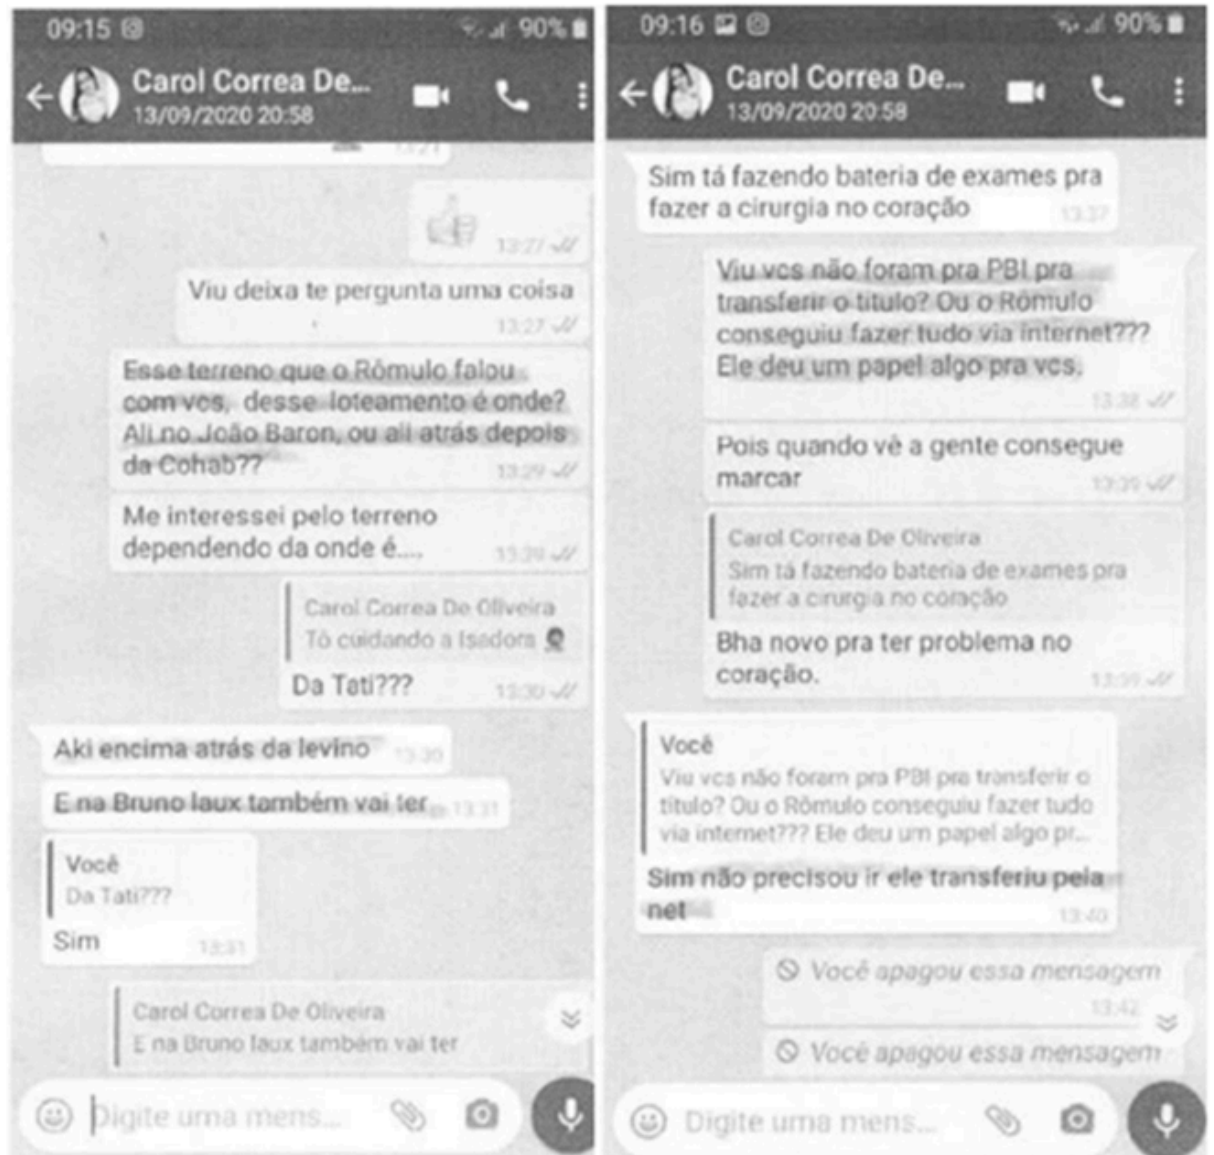 09:15 90%
Carol Correa De...
13/09/2020 20:58
13:21
13:27
Viu deixa te pergunta uma coisa
13:27
Esse terreno que o Rômulo falou
com vcs, desse loteamento é onde?
Ali no João Baron, ou ali atrás depois
da Cohab??
13:29
Me interessei pelo terreno
dependendo da onde é....
13:29
Carol Correa De Oliveira
Tô cuidando a Isadora
Da Tati???
13:30
Aki encima atrás da levino
13:30
E na Bruno laux também vai ter
13:31
Você
Da Tati???
Sim
13:31
Carol Correa De Oliveira
E na Bruno laux também vai ter
Digite uma mens...
09:16 90%
Carol Correa De...
13/09/2020 20:58
Sim tá fazendo bateria de exames pra
fazer a cirurgia no coração
13:37
Viu vcs não foram pra PBI pra
transferir o titulo? Ou o Rômulo
conseguiu fazer tudo via internet???
Ele deu um papel algo pra vcs.
13:38
Pois quando vê a gente consegue
marcar
13:39
Carol Correa De Oliveira
Sim tá fazendo bateria de exames pra
fazer a cirurgia no coração
Bha novo pra ter problema no
coração.
13:39
Você
Viu vcs não foram pra PBI pra transferir o
titulo? Ou o Rômulo conseguiu fazer tudo
via internet??? Ele deu um papel algo pr...
Sim não precisou ir ele transferiu pela
net
13:40
Você apagou essa mensagem
13:42
Você apagou essa mensagem
Digite uma mens...